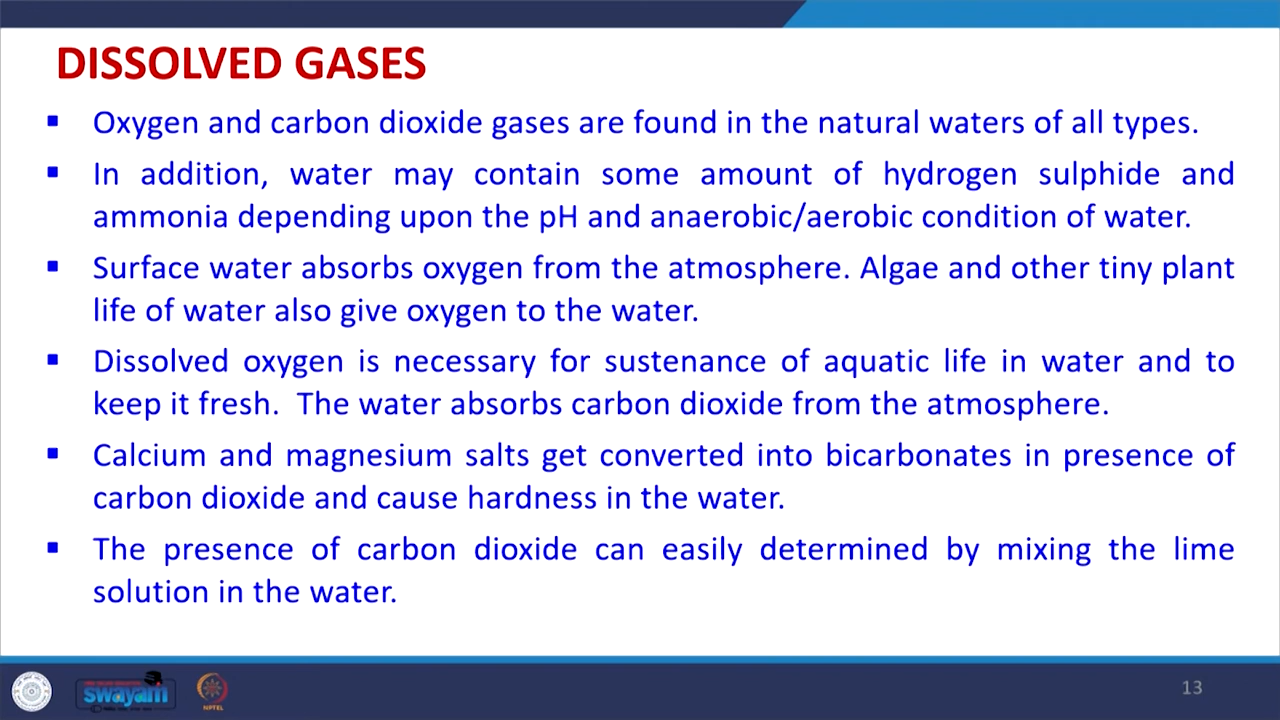 DISSOLVED GASES
▪ Oxygen and carbon dioxide gases are found in the natural waters of all types.
▪ In addition, water may contain some amount of hydrogen sulphide and
ammonia depending upon the pH and anaerobic/aerobic condition of water.
▪ Surface water absorbs oxygen from the atmosphere. Algae and other tiny plant
life of water also give oxygen to the water.
▪ Dissolved oxygen is necessary for sustenance of aquatic life in water and to
keep it fresh.  The water absorbs carbon dioxide from the atmosphere.
▪ Calcium and magnesium salts get converted into bicarbonates in presence of
carbon dioxide and cause hardness in the water.
▪ The presence of carbon dioxide can easily determined by mixing the lime
solution in the water.
swayam
NPTEL
13